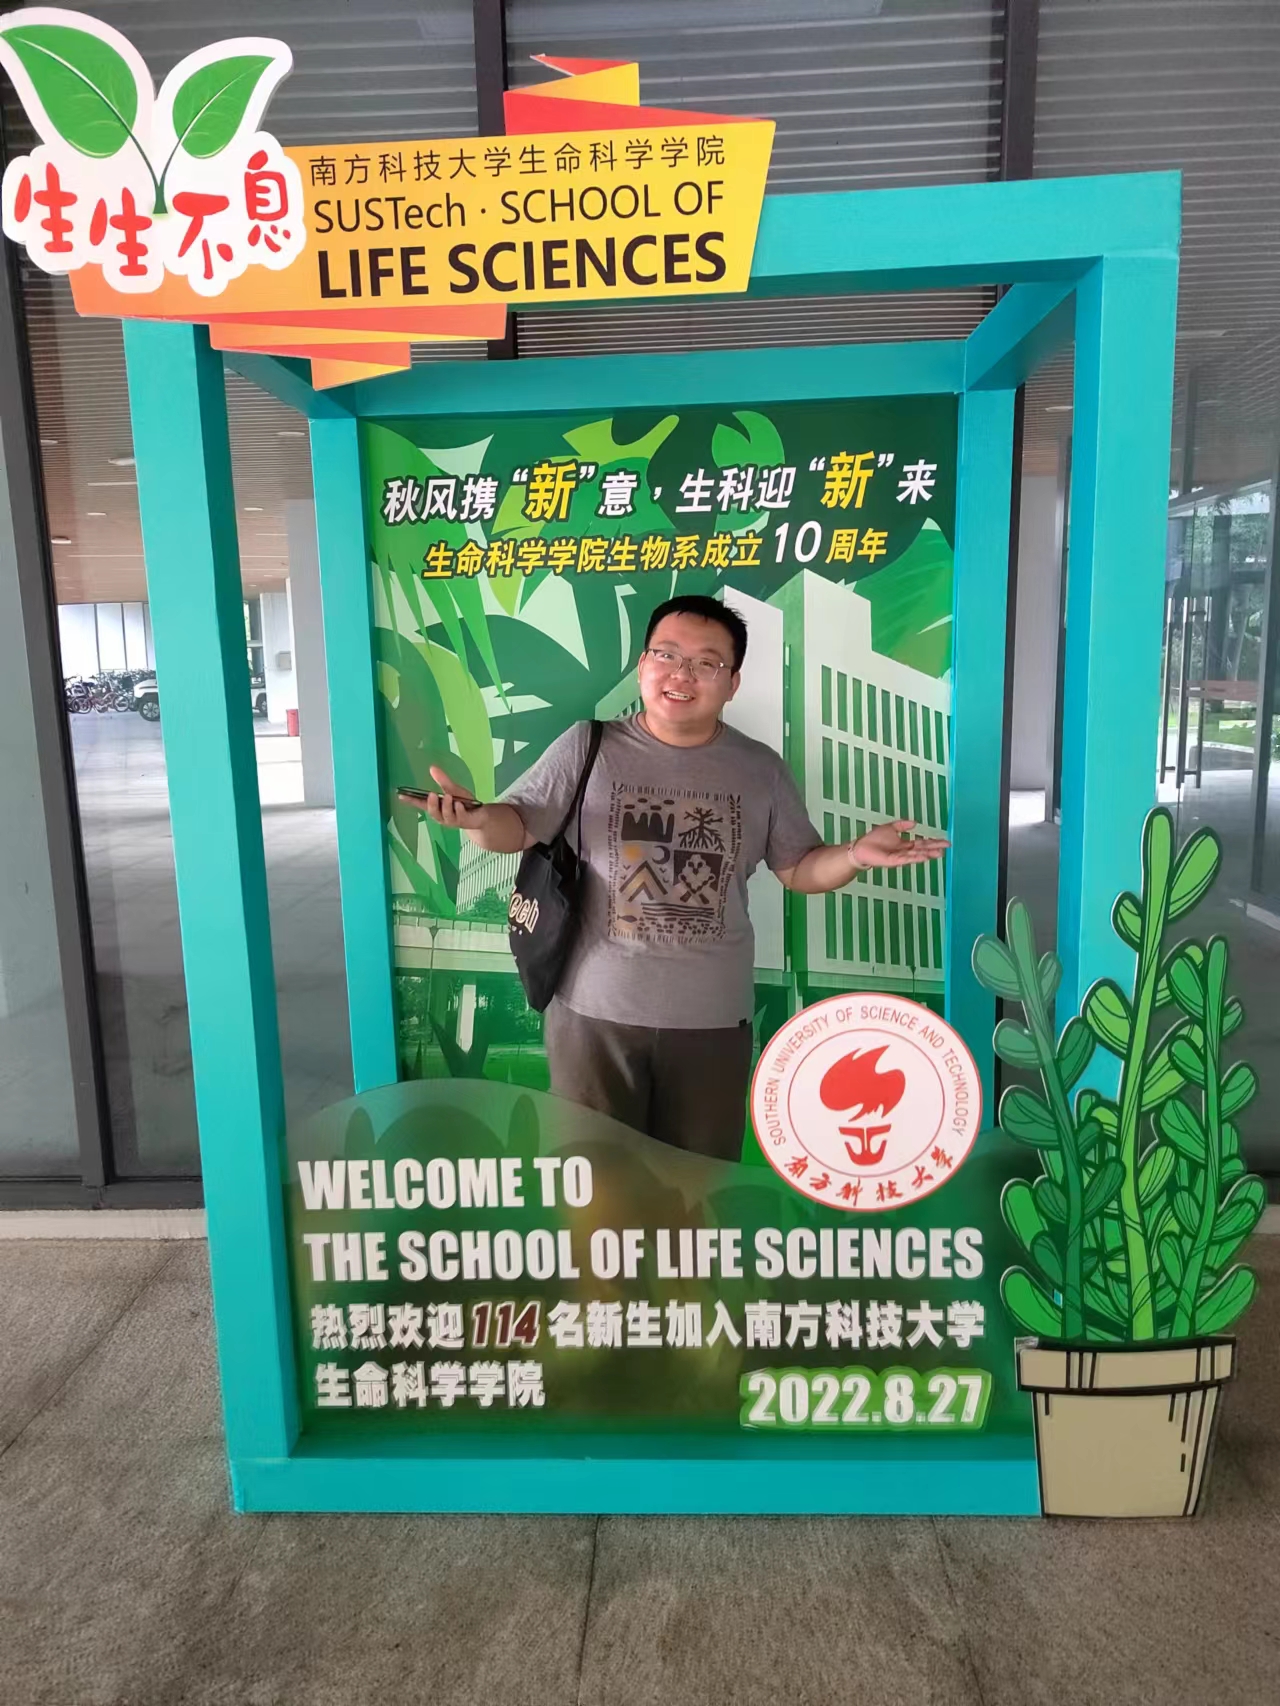 生生不息
南方科技大学生命科学学院
SUSTech · SCHOOL OF
LIFE SCIENCES
秋风携“新”意，生科迎“新”来
生命科学学院生物系成立10周年
SOUTHERN UNIVERSITY OF SCIENCE AND TECHNOLOGY
南方科技大学
WELCOME TO
THE SCHOOL OF LIFE SCIENCES
热烈欢迎114名新生加入南方科技大学
生命科学学院
2022.8.27